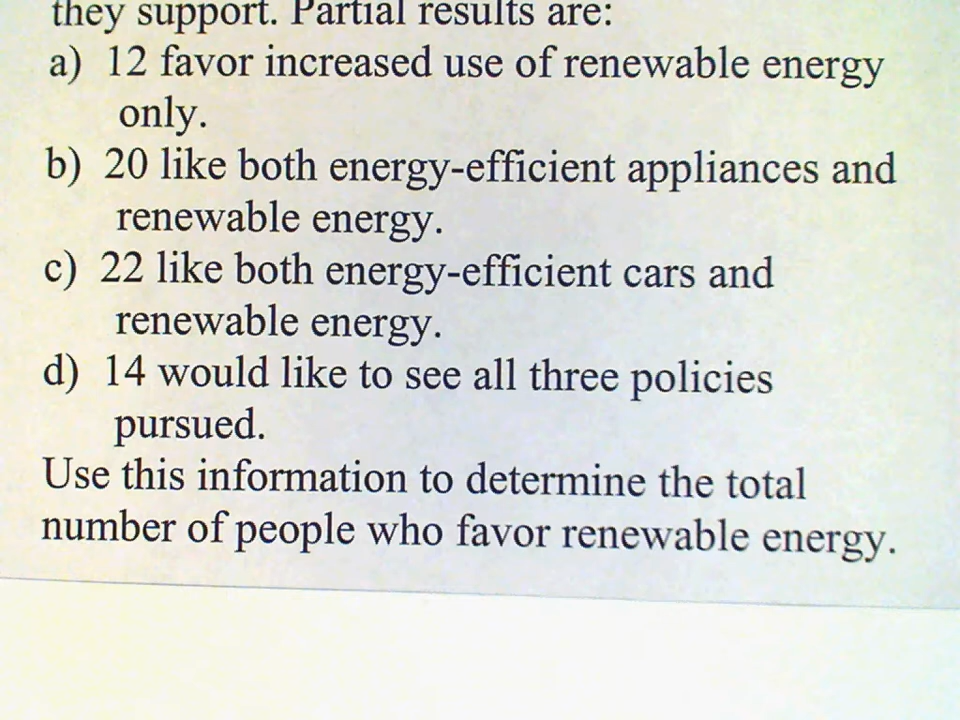 they support. Partial results are:
a) 12 favor increased use of renewable energy
only.
b) 20 like both energy-efficient appliances and
renewable energy.
c) 22 like both energy-efficient cars and
renewable energy.
d) 14 would like to see all three policies
pursued.
Use this information to determine the total
number of people who favor renewable energy.